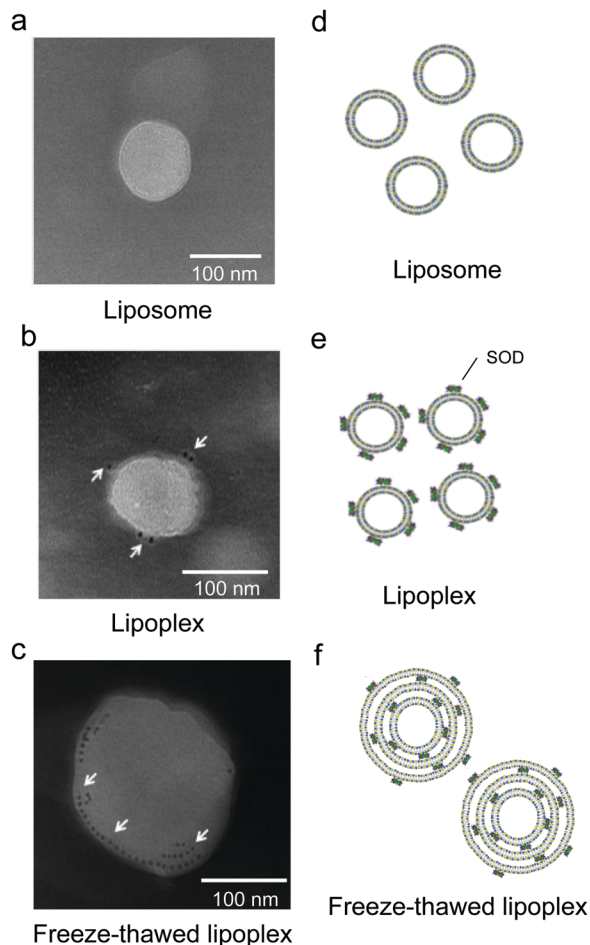 a
100 nm
Liposome
d
Liposome
b
100 nm
Lipoplex
e
SOD
Lipoplex
c
100 nm
Freeze-thawed lipoplex
f
Freeze-thawed lipoplex